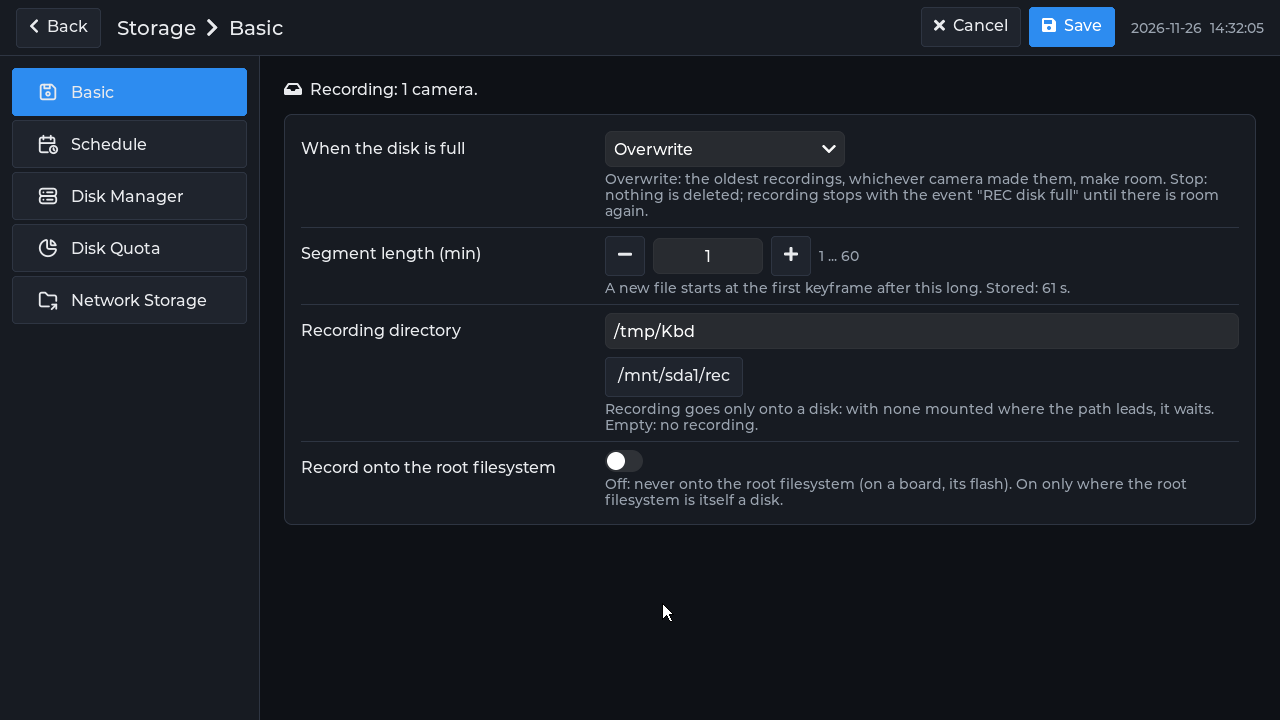 Back
Storage > Basic
Cancel
Save
2026-11-26 14:32:05
Basic
Schedule
Disk Manager
Disk Quota
Network Storage
Recording: 1 camera.
When the disk is full
Overwrite
Overwrite: the oldest recordings, whichever camera made them, make room. Stop:
nothing is deleted; recording stops with the event "REC disk full" until there is room
again.
Segment length (min)
1
1 ... 60
A new file starts at the first keyframe after this long. Stored: 61 s.
Recording directory
/tmp/Kbd
/mnt/sda1/rec
Recording goes only onto a disk: with none mounted where the path leads, it waits.
Empty: no recording.
Record onto the root filesystem
Off: never onto the root filesystem (on a board, its flash). On only where the root
filesystem is itself a disk.